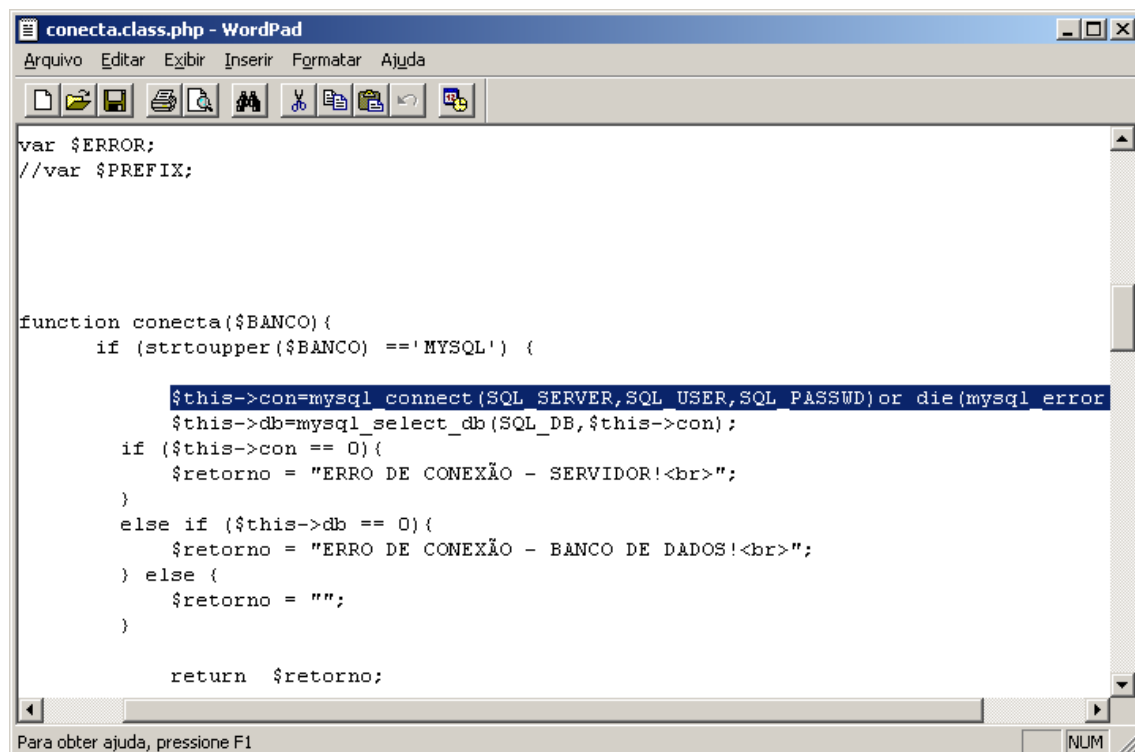 conecta.class.php - WordPad
Arquivo Editar Exibir Inserir Formatar Ajuda
var $ERROR;
//var $PREFIX;
function conecta($BANCO){
if (strtoupper($BANCO) =='MYSQL') {
$this->con=mysql_connect(SQL_SERVER,SQL_USER,SQL_PASSWD)or die(mysql_error
$this->db=mysql_select_db(SQL_DB,$this->con);
if ($this->con == 0){
$retorno = "ERRO DE CONEXÃO - SERVIDOR!<br>";
}
else if ($this->db == 0){
$retorno = "ERRO DE CONEXÃO - BANCO DE DADOS!<br>";
} else {
$retorno = "";
}
return  $retorno;
Para obter ajuda, pressione F1
NUM